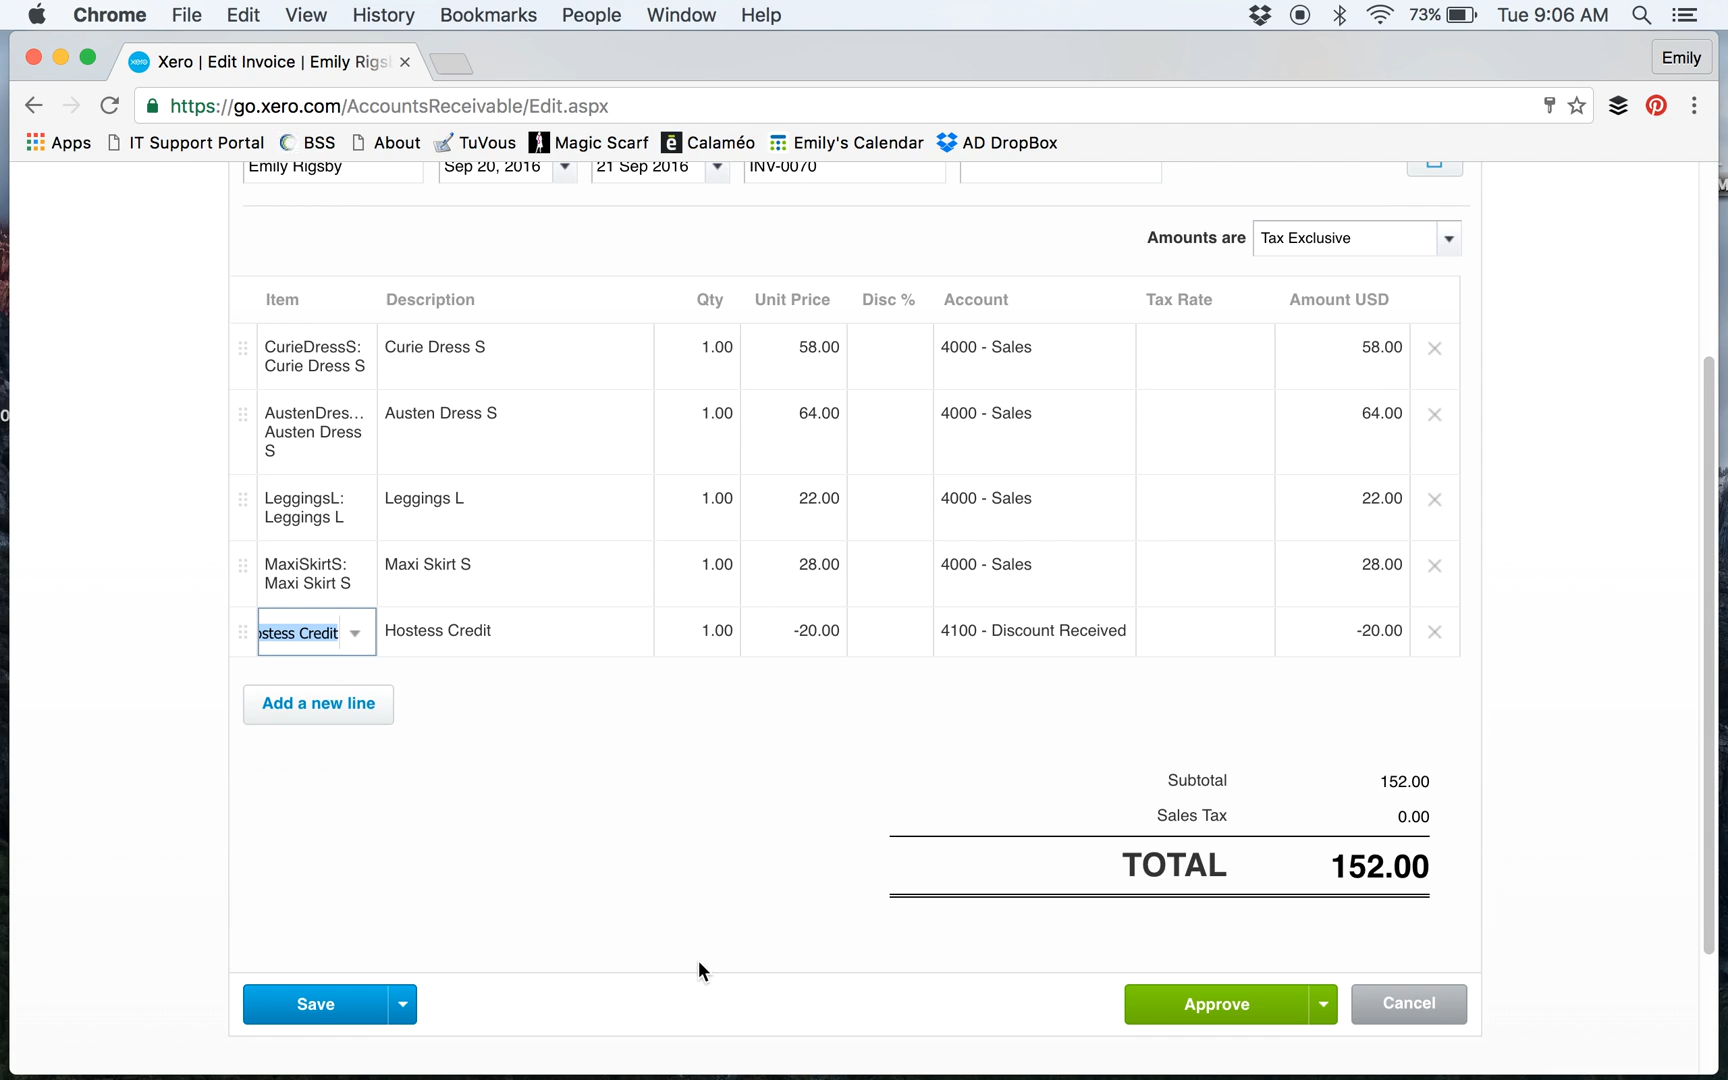 Chrome File Edit View History Bookmarks People Window Help 73% Tue 9:06 AM
xero Xero | Edit Invoice | Emily Rigs Emily
https://go.xero.com/AccountsReceivable/Edit.aspx
Apps IT Support Portal BSS About TuVous Magic Scarf Calaméo Emily's Calendar AD DropBox
Emily Rigsby Sep 20, 2016 21 Sep 2016 INV-0070
Amounts are Tax Exclusive
Item Description Qty Unit Price Disc % Account Tax Rate Amount USD
CurieDressS: Curie Dress S 1.00 58.00 4000 - Sales 58.00
Curie Dress S
AustenDres... Austen Dress S 1.00 64.00 4000 - Sales 64.00
Austen Dress
S
LeggingsL: Leggings L 1.00 22.00 4000 - Sales 22.00
Leggings L
MaxiSkirtS: Maxi Skirt S 1.00 28.00 4000 - Sales 28.00
Maxi Skirt S
ostess Credit Hostess Credit 1.00 -20.00 4100 - Discount Received -20.00
Add a new line
Subtotal 152.00
Sales Tax 0.00
TOTAL 152.00
Save Approve Cancel